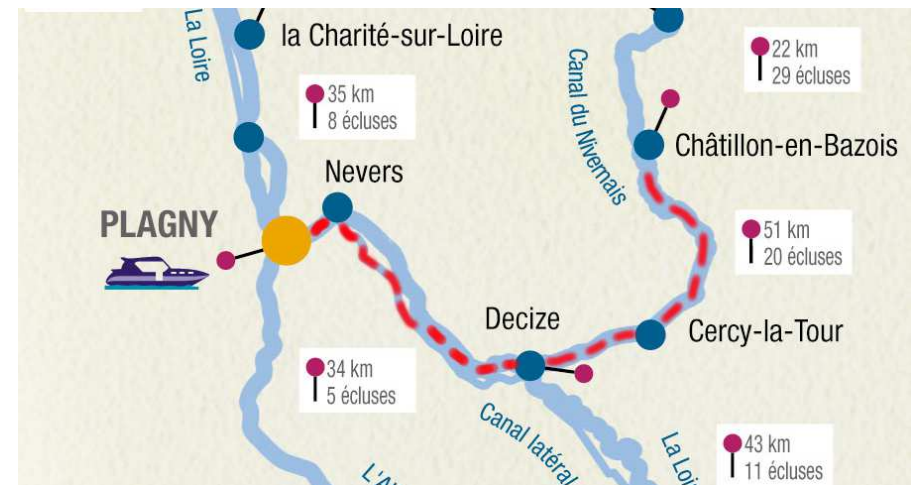 La Loire
la Charité-sur-Loire
35 km
8 écluses
Canal du Nivernais
22 km
29 écluses
Châtillon-en-Bazois
Nevers
PLAGNY
51 km
20 écluses
Decize
Cercy-la-Tour
34 km
5 écluses
Canal latéral
La Loi
43 km
11 écluses